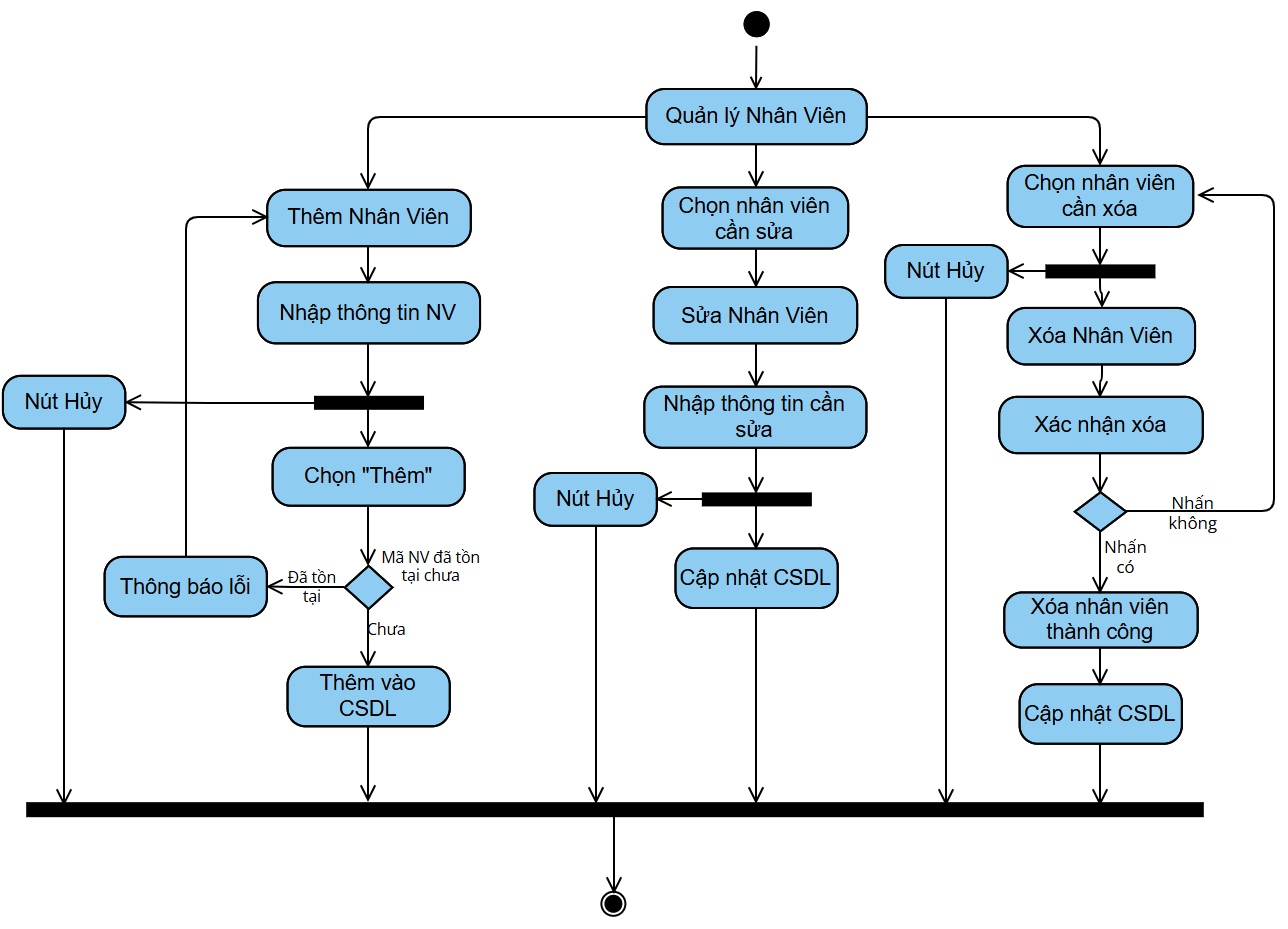 Quản lý Nhân Viên
Thêm Nhân Viên
Nhập thông tin NV
Nút Hủy
Chọn "Thêm"
Mã NV đã tồn
tại chưa
Đã tồn
tại
Thông báo lỗi
Chưa
Thêm vào
CSDL
Chọn nhân viên
cần sửa
Sửa Nhân Viên
Nhập thông tin cần
sửa
Nút Hủy
Cập nhật CSDL
Chọn nhân viên
cần xóa
Nút Hủy
Xóa Nhân Viên
Xác nhận xóa
Nhấn
không
Nhấn
có
Xóa nhân viên
thành công
Cập nhật CSDL